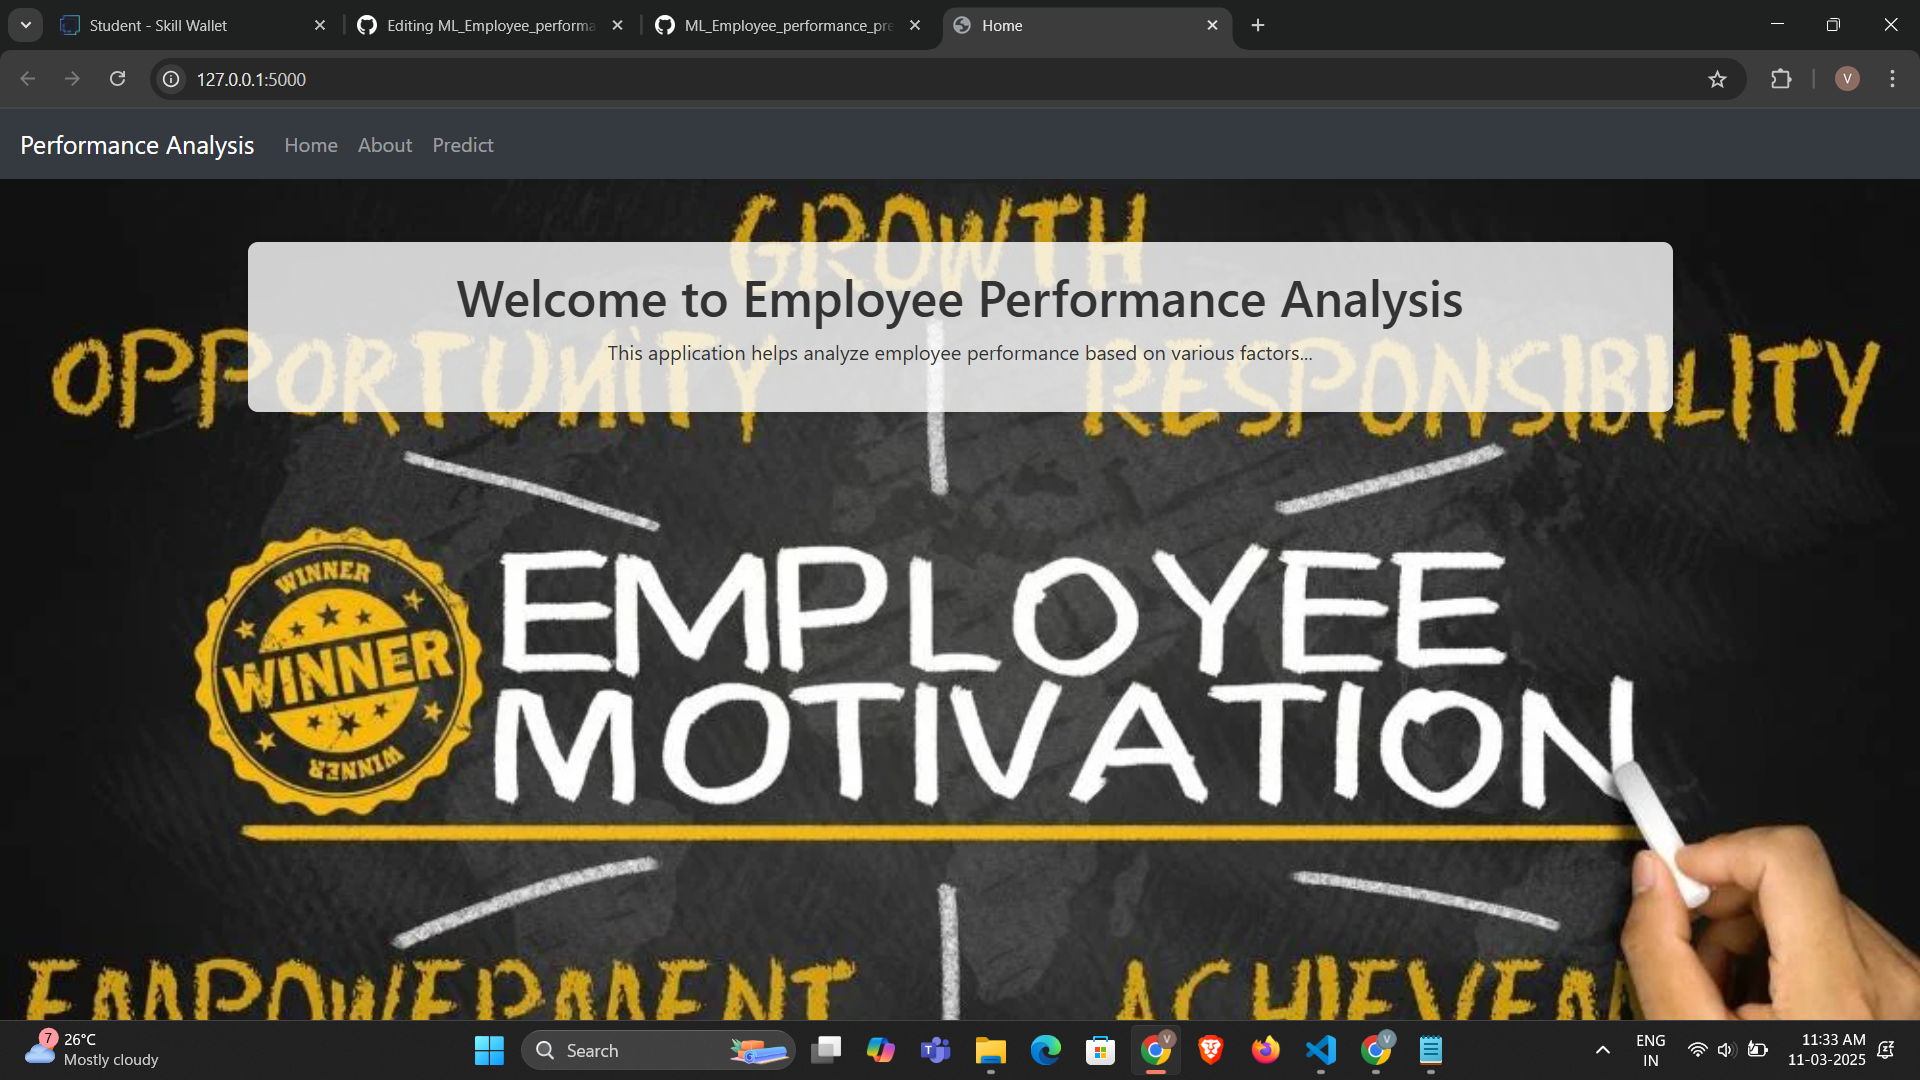 Student - Skill Wallet
Editing ML_Employee_performa
ML_Employee_performance_pre
Home
127.0.0.1:5000
V
Performance Analysis
Home
About
Predict
GROWTH
Welcome to Employee Performance Analysis
This application helps analyze employee performance based on various factors...
OPPORTUNITY
RESPONSIBILITY
WINNER
WINNER
WINNER
EMPLOYEE
MOTIVATION
EMPOWERMENT
ACHIEVEM
7
26°C
Mostly cloudy
Search
V
V
ENG
IN
11:33 AM
11-03-2025